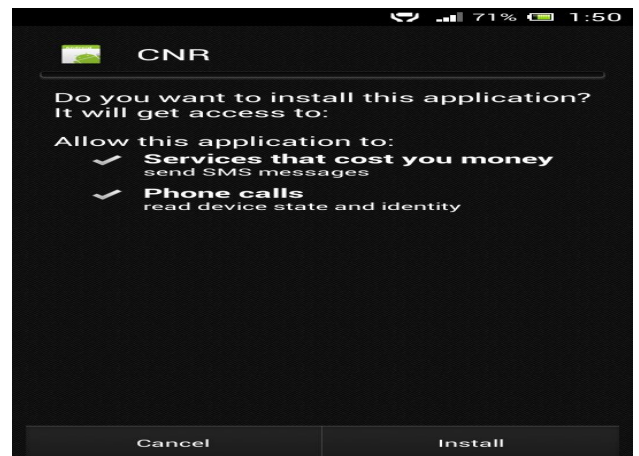 71% 1:50
CNR
Do you want to install this application?
It will get access to:
Allow this application to:
Services that cost you money
send SMS messages
Phone calls
read device state and identity
Cancel Install